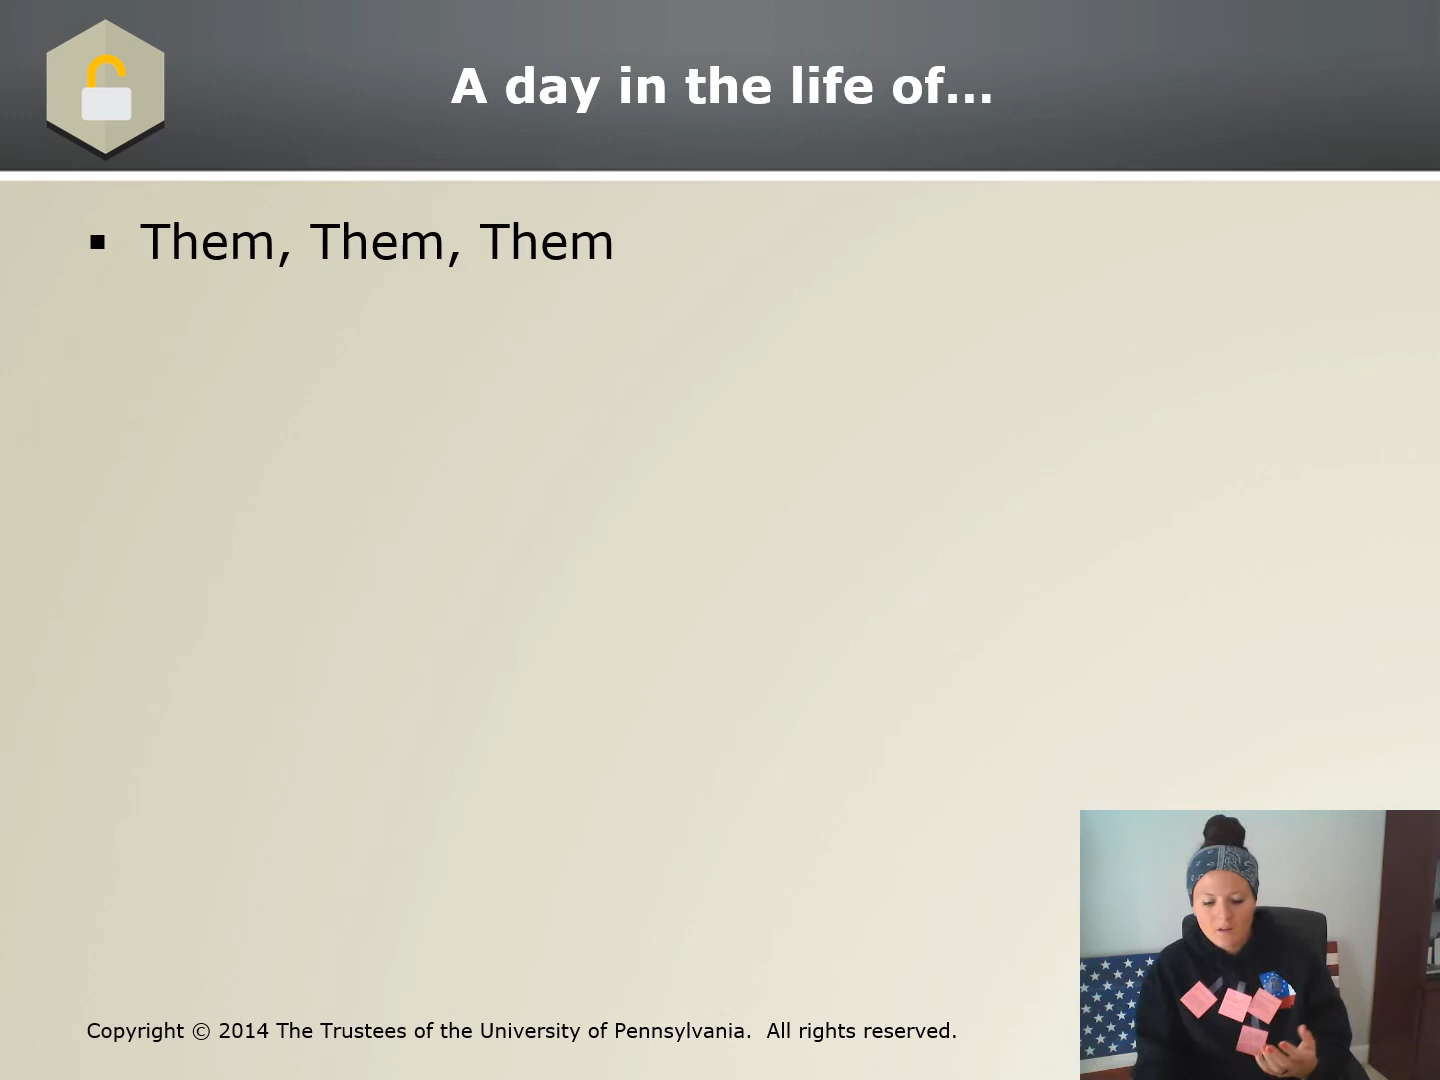 A day in the life of...
▪ Them, Them, Them
Copyright © 2014 The Trustees of the University of Pennsylvania. All rights reserved.